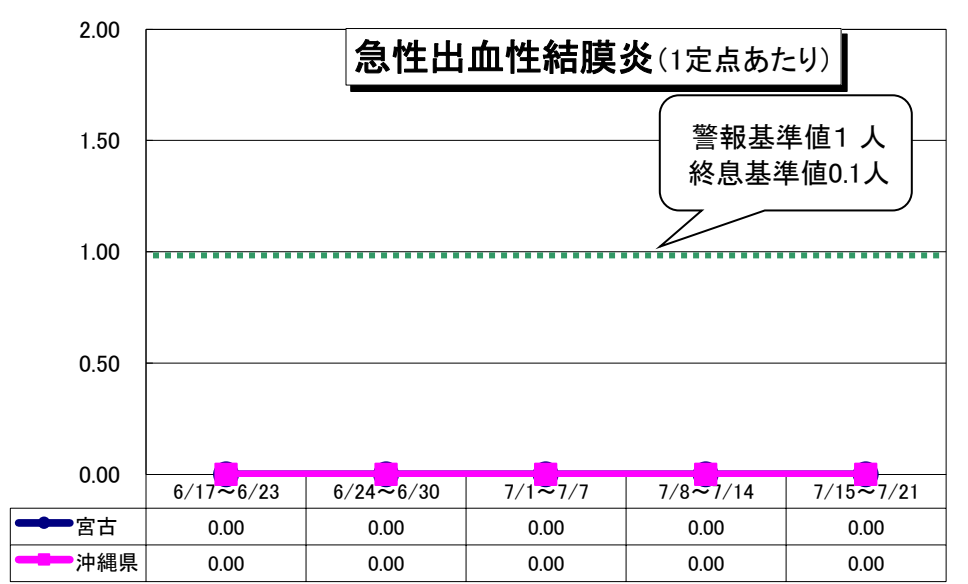 急性出血性結膜炎(1定点あたり)
警報基準値1 人
終息基準値0.1人
2.00
1.50
1.00
0.50
0.00
6/17～6/23 6/24～6/30 7/1～7/7 7/8～7/14 7/15～7/21
宮古 0.00 0.00 0.00 0.00 0.00
沖縄県 0.00 0.00 0.00 0.00 0.00